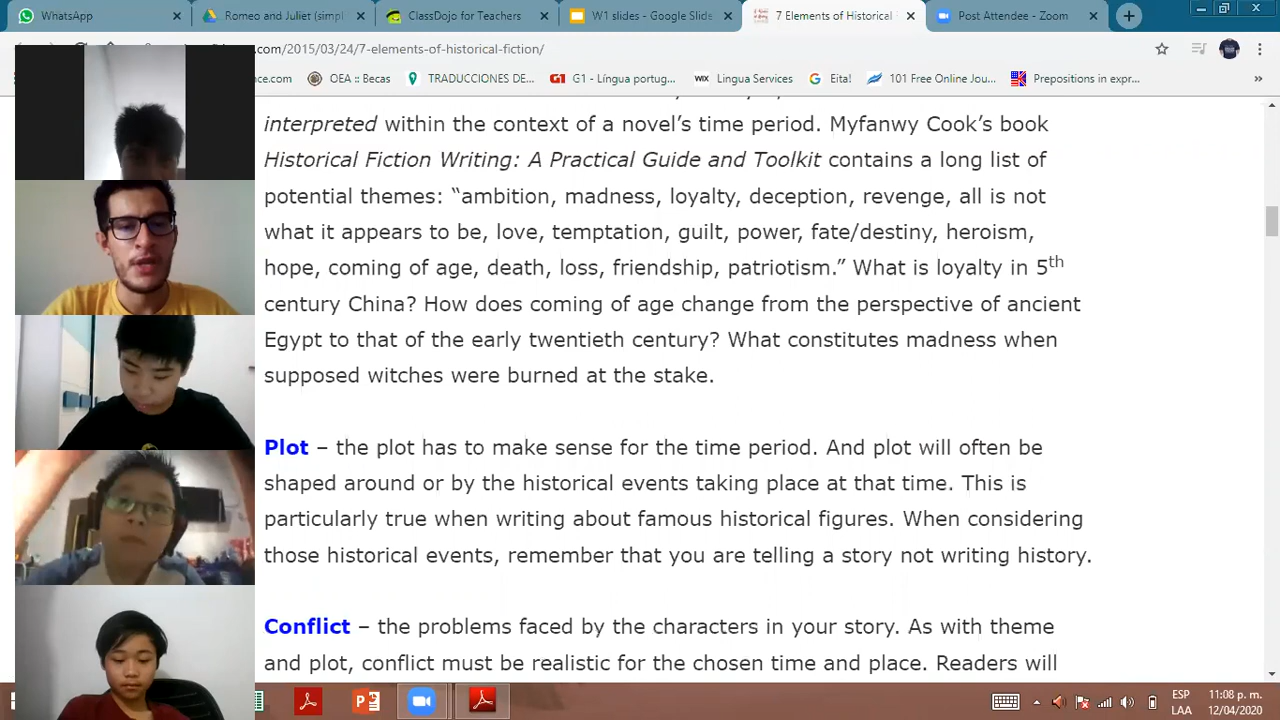 WhatsApp
Romeo and Juliet (simpl
ClassDojo for Teachers
W1 slides - Google Slide
7 Elements of Historical
Post Attendee - Zoom
.com/2015/03/24/7-elements-of-historical-fiction/
nce.com
OEA :: Becas
TRADUCCIONES DE...
G1 - Língua portug...
Lingua Services
Eita!
101 Free Online Jou...
Prepositions in expr...
interpreted within the context of a novel's time period. Myfanwy Cook's book
Historical Fiction Writing: A Practical Guide and Toolkit contains a long list of
potential themes: “ambition, madness, loyalty, deception, revenge, all is not
what it appears to be, love, temptation, guilt, power, fate/destiny, heroism,
hope, coming of age, death, loss, friendship, patriotism.” What is loyalty in 5th
century China? How does coming of age change from the perspective of ancient
Egypt to that of the early twentieth century? What constitutes madness when
supposed witches were burned at the stake.
Plot – the plot has to make sense for the time period. And plot will often be
shaped around or by the historical events taking place at that time. This is
particularly true when writing about famous historical figures. When considering
those historical events, remember that you are telling a story not writing history.
Conflict – the problems faced by the characters in your story. As with theme
and plot, conflict must be realistic for the chosen time and place. Readers will
ESP
LAA
11:08 p. m.
12/04/2020